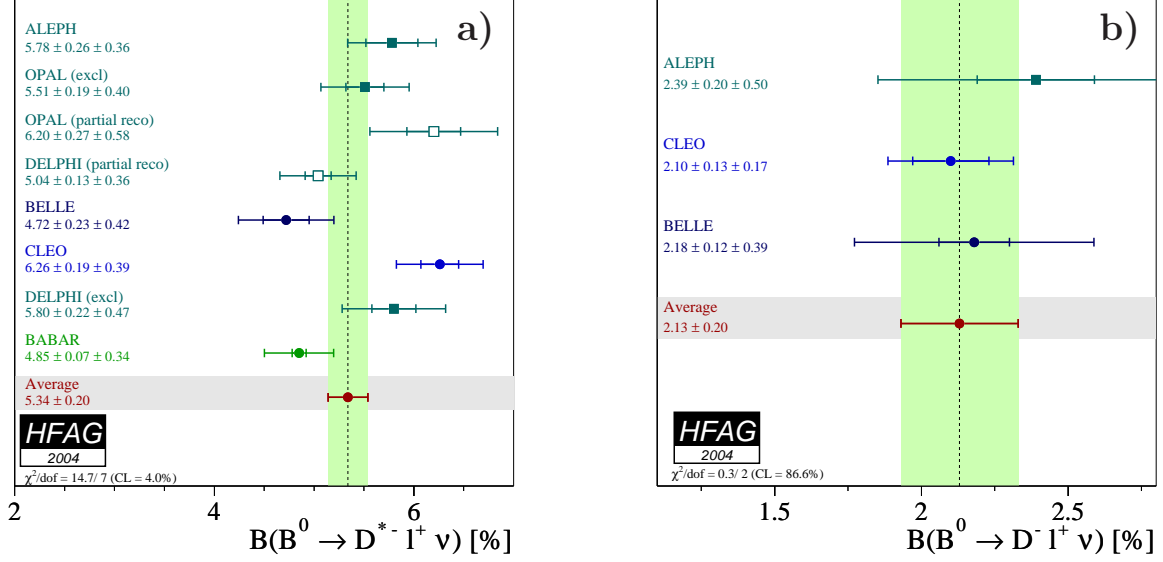 a)
ALEPH
5.78 ± 0.26 ± 0.36
OPAL (excl)
5.51 ± 0.19 ± 0.40
OPAL (partial reco)
6.20 ± 0.27 ± 0.58
DELPHI (partial reco)
5.04 ± 0.13 ± 0.36
BELLE
4.72 ± 0.23 ± 0.42
CLEO
6.26 ± 0.19 ± 0.39
DELPHI (excl)
5.80 ± 0.22 ± 0.47
BABAR
4.85 ± 0.07 ± 0.34
Average
5.34 ± 0.20
HFAG
2004
χ²/dof = 14.7/ 7 (CL = 4.0%)
2 4 6
B(B⁰ → D*⁻ l⁺ ν) [%]
b)
ALEPH
2.39 ± 0.20 ± 0.50
CLEO
2.10 ± 0.13 ± 0.17
BELLE
2.18 ± 0.12 ± 0.39
Average
2.13 ± 0.20
HFAG
2004
χ²/dof = 0.3/ 2 (CL = 86.6%)
1.5 2 2.5
B(B⁰ → D⁻ l⁺ ν) [%]